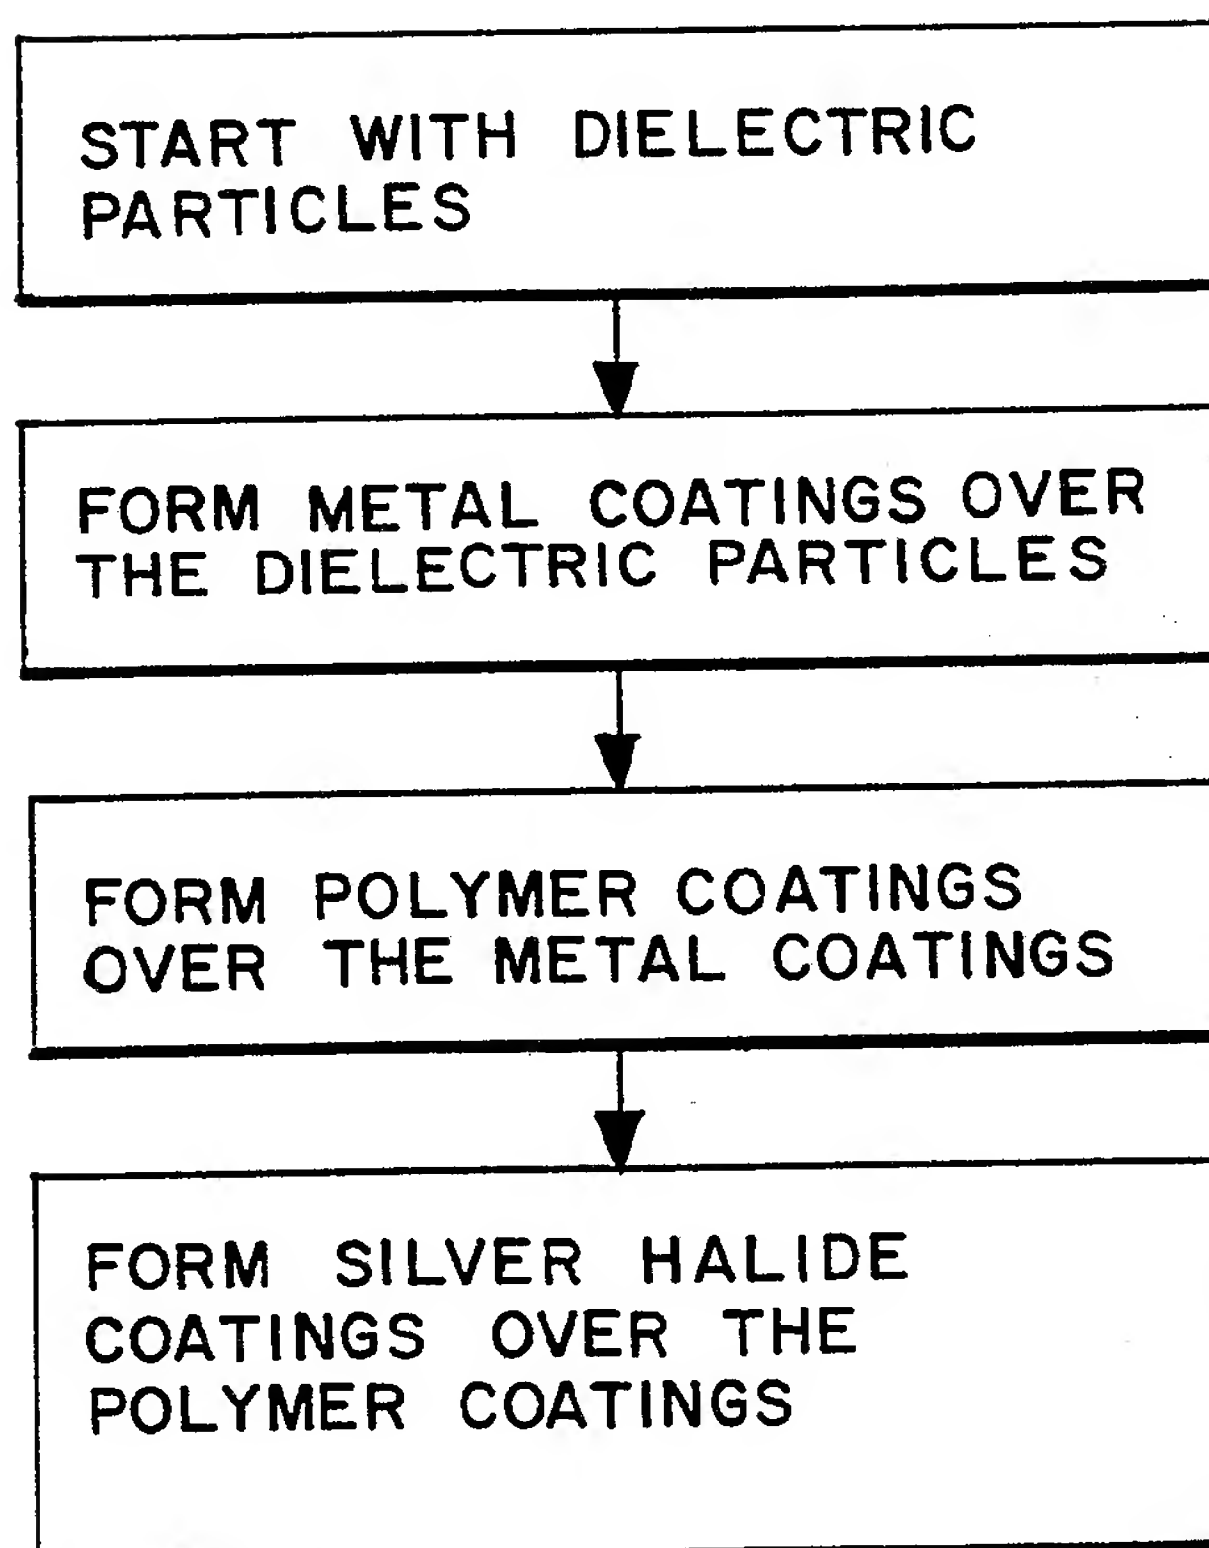 START WITH DIELECTRIC
PARTICLES
FORM METAL COATINGS OVER
THE DIELECTRIC PARTICLES
FORM POLYMER COATINGS
OVER THE METAL COATINGS
FORM SILVER HALIDE
COATINGS OVER THE
POLYMER COATINGS